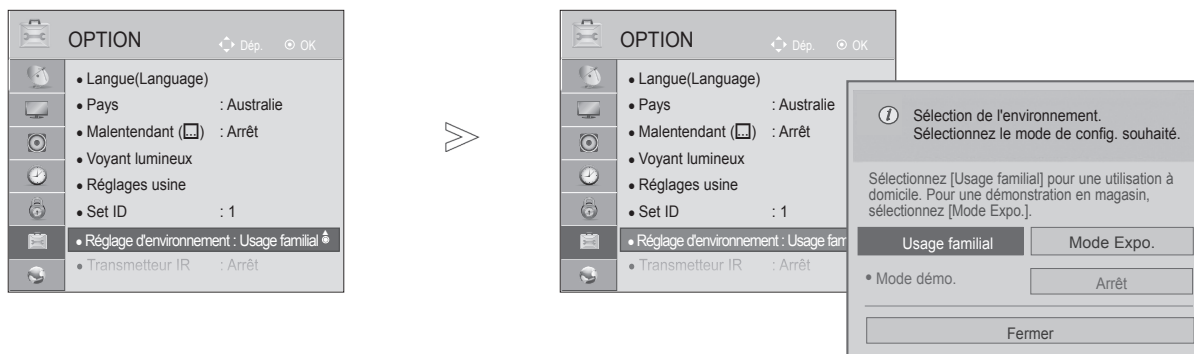 OPTION
Dép. OK
• Langue(Language)
• Pays : Australie
• Malentendant (...) : Arrêt
• Voyant lumineux
• Réglages usine
• Set ID : 1
• Réglage d'environnement : Usage familial
• Transmetteur IR : Arrêt
OPTION
Dép. OK
• Langue(Language)
• Pays : Australie
• Malentendant (...) : Arrêt
• Voyant lumineux
• Réglages usine
• Set ID : 1
• Réglage d'environnement : Usage fam
• Transmetteur IR : Arrêt
i Sélection de l'environnement.
Sélectionnez le mode de config. souhaité.
Sélectionnez [Usage familial] pour une utilisation à
domicile. Pour une démonstration en magasin,
sélectionnez [Mode Expo.].
Usage familial Mode Expo.
• Mode démo. Arrêt
Fermer